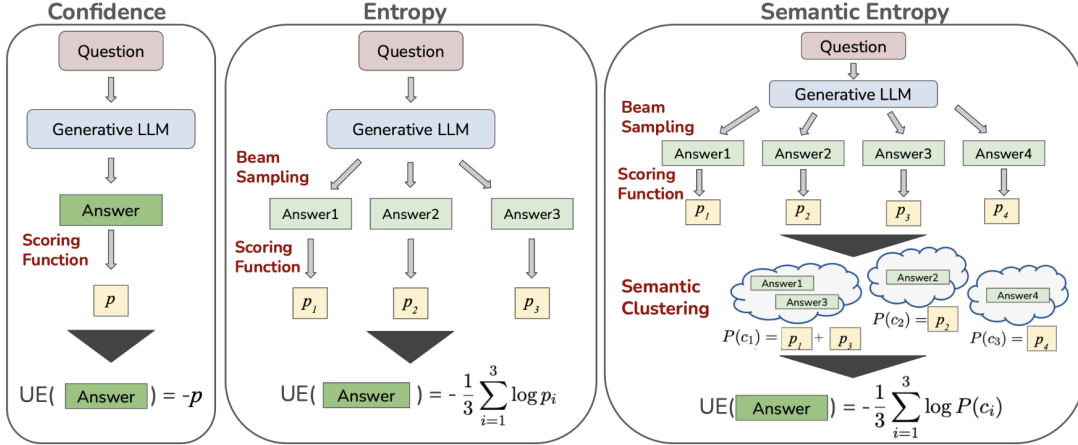 Confidence
Question
Generative LLM
Answer
Scoring
Function
p
UE( Answer ) = -p
Entropy
Question
Generative LLM
Beam
Sampling
Answer1 Answer2 Answer3
Scoring
Function
p₁ p₂ p₃
UE( Answer ) = - 1/3 ∑_{i=1}^{3} log pᵢ
Semantic Entropy
Question
Generative LLM
Beam
Sampling
Answer1 Answer2 Answer3 Answer4
Scoring
Function
p₁ p₂ p₃ p₄
Semantic
Clustering
Answer1
Answer3
P(c₁) = p₁ + p₃
Answer2
P(c₂) = p₂
Answer4
P(c₃) = p₄
UE( Answer ) = - 1/3 ∑_{i=1}^{3} log P(cᵢ)